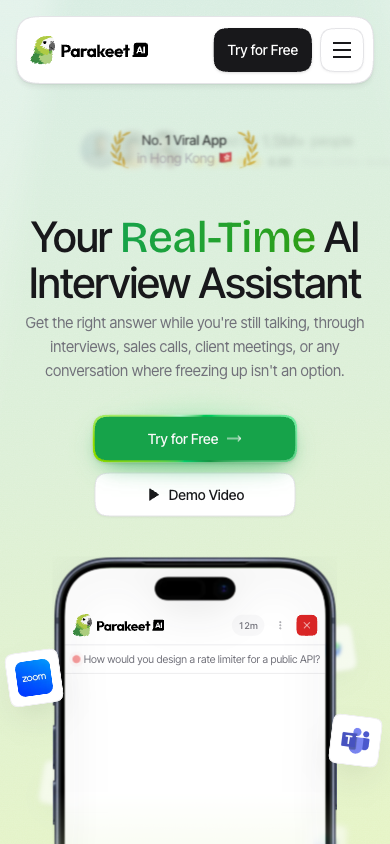 Parakeet AI
Try for Free
No. 1 Viral App
in Hong Kong
Your Real-Time AI
Interview Assistant
Get the right answer while you're still talking, through
interviews, sales calls, client meetings, or any
conversation where freezing up isn't an option.
Try for Free →
Demo Video
Parakeet AI
12m
How would you design a rate limiter for a public API?
zoom
T